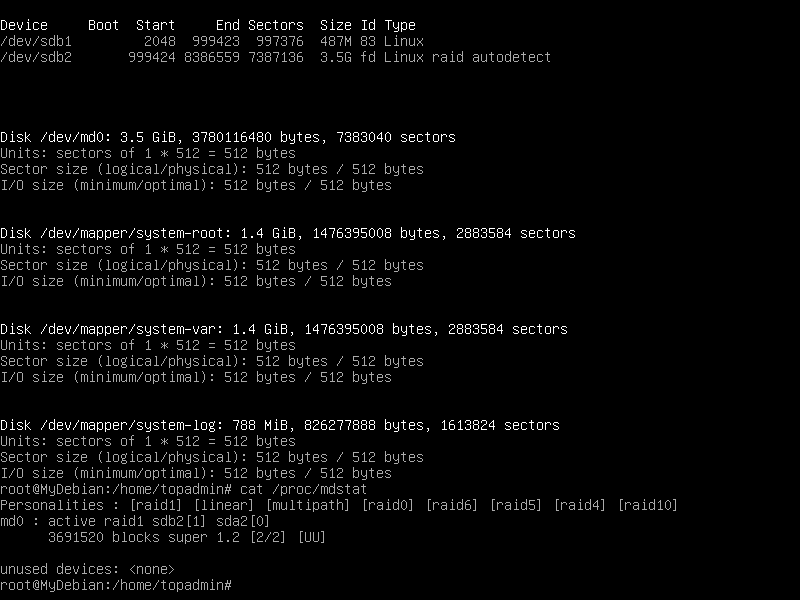 Device     Boot  Start     End Sectors  Size Id Type
/dev/sdb1         2048  999423  997376  487M 83 Linux
/dev/sdb2       999424 8386559 7387136  3.5G fd Linux raid autodetect
Disk /dev/md0: 3.5 GiB, 3780116480 bytes, 7383040 sectors
Units: sectors of 1 * 512 = 512 bytes
Sector size (logical/physical): 512 bytes / 512 bytes
I/O size (minimum/optimal): 512 bytes / 512 bytes
Disk /dev/mapper/system-root: 1.4 GiB, 1476395008 bytes, 2883584 sectors
Units: sectors of 1 * 512 = 512 bytes
Sector size (logical/physical): 512 bytes / 512 bytes
I/O size (minimum/optimal): 512 bytes / 512 bytes
Disk /dev/mapper/system-var: 1.4 GiB, 1476395008 bytes, 2883584 sectors
Units: sectors of 1 * 512 = 512 bytes
Sector size (logical/physical): 512 bytes / 512 bytes
I/O size (minimum/optimal): 512 bytes / 512 bytes
Disk /dev/mapper/system-log: 788 MiB, 826277888 bytes, 1613824 sectors
Units: sectors of 1 * 512 = 512 bytes
Sector size (logical/physical): 512 bytes / 512 bytes
I/O size (minimum/optimal): 512 bytes / 512 bytes
root@MyDebian:/home/topadmin# cat /proc/mdstat
Personalities : [raid1] [linear] [multipath] [raid0] [raid6] [raid5] [raid4] [raid10]
md0 : active raid1 sdb2[1] sda2[0]
      3691520 blocks super 1.2 [2/2] [UU]
unused devices: <none>
root@MyDebian:/home/topadmin#